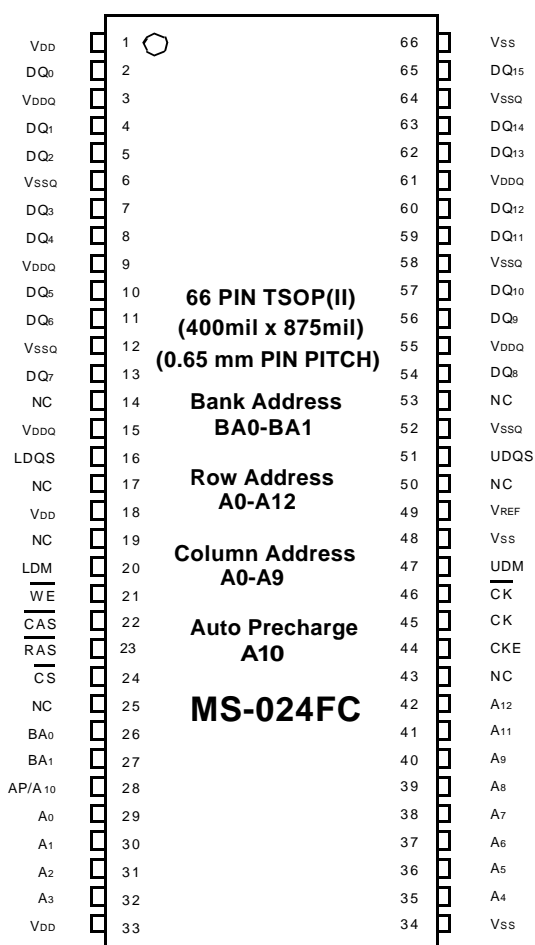 VDD 1 66 VSS
DQ0 2 65 DQ15
VDDQ 3 64 VSSQ
DQ1 4 63 DQ14
DQ2 5 62 DQ13
VSSQ 6 61 VDDQ
DQ3 7 60 DQ12
DQ4 8 59 DQ11
VDDQ 9 58 VSSQ
DQ5 10 57 DQ10
66 PIN TSOP(II)
DQ6 11 56 DQ9
(400mil x 875mil)
VSSQ 12 55 VDDQ
(0.65 mm PIN PITCH)
DQ7 13 54 DQ8
NC 14 53 NC
Bank Address
VDDQ 15 52 VSSQ
BA0-BA1
LDQS 16 51 UDQS
NC 17 50 NC
Row Address
VDD 18 49 VREF
A0-A12
NC 19 48 VSS
LDM 20 47 UDM
Column Address
WE 21 46 CK
A0-A9
CAS 22 45 CK
Auto Precharge
RAS 23 44 CKE
A10
CS 24 43 NC
NC 25 42 A12
MS-024FC
BA0 26 41 A11
BA1 27 40 A9
AP/A10 28 39 A8
A0 29 38 A7
A1 30 37 A6
A2 31 36 A5
A3 32 35 A4
VDD 33 34 VSS